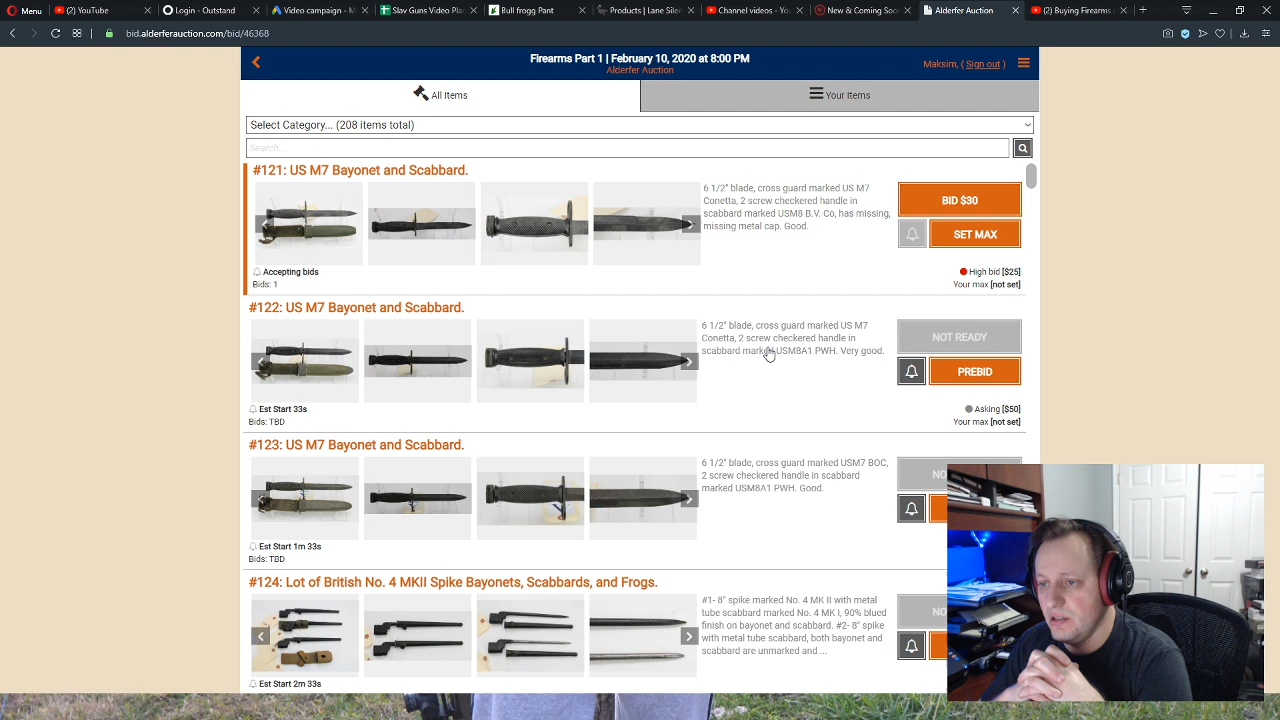 Menu
YouTube
Login - Outstand
Video campaign - M
Slav Guns Video Plan
Bull frogg Pant
Products | Lane Silen
Channel videos - Yo
New & Coming Soo
Alderfer Auction
(2) Buying Firearms
bid.alderferauction.com/bid/46368
Firearms Part 1 | February 10, 2020 at 8:00 PM
Alderfer Auction
Maksim, ( Sign out )
All Items
Your Items
Select Category... (208 items total)
Search...
#121: US M7 Bayonet and Scabbard.
6 1/2" blade, cross guard marked US M7
Conetta, 2 screw checkered handle in
scabbard marked USM8 B.V. Co, has missing,
missing metal cap. Good.
BID $30
SET MAX
Accepting bids
Bids: 1
High bid [$25]
Your max [not set]
#122: US M7 Bayonet and Scabbard.
6 1/2" blade, cross guard marked US M7
Conetta, 2 screw checkered handle in
scabbard marked USM8A1 PWH. Very good.
NOT READY
PREBID
Est Start 33s
Bids: TBD
Asking [$50]
Your max [not set]
#123: US M7 Bayonet and Scabbard.
6 1/2" blade, cross guard marked USM7 BOC,
2 screw checkered handle in scabbard
marked USM8A1 PWH. Good.
NO
Est Start 1m 33s
Bids: TBD
#124: Lot of British No. 4 MKII Spike Bayonets, Scabbards, and Frogs.
#1- 8" spike marked No. 4 MK II with metal
tube scabbard marked No. 4 MK I, 90% blued
finish on bayonet and scabbard. #2- 8" spike
with metal tube scabbard, both bayonet and
scabbard are unmarked and ...
NO
Est Start 2m 33s